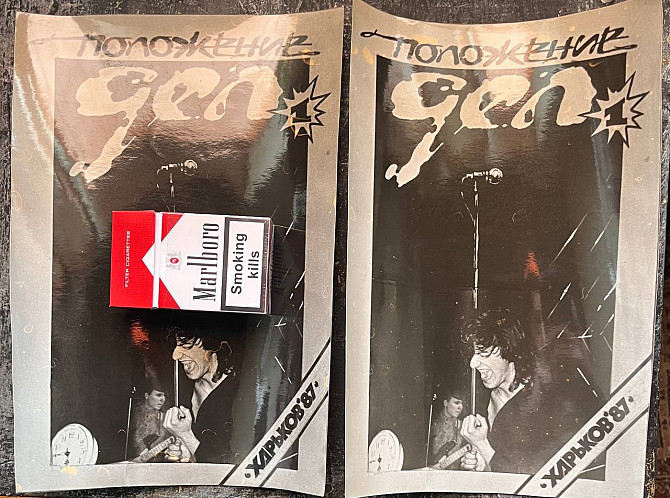 положение
дел
1
FILTER CIGARETTES
Marlboro
Smoking
kills
•ХАРЬКОВ'87•
положение
дел
1
•ХАРЬКОВ'87•